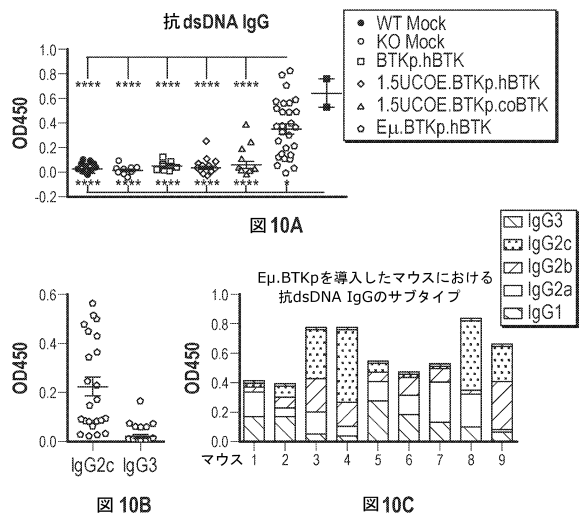 抗dsDNA IgG
WT Mock
KO Mock
BTKp.hBTK
1.5UCOE.BTKp.hBTK
1.5UCOE.BTKp.coBTK
Eμ.BTKp.hBTK
OD450
1.0
0.8
0.6
0.4
0.2
0.0
-0.2
**** **** **** **** ****
**** **** **** **** **** *
図10A
IgG3
IgG2c
IgG2b
IgG2a
IgG1
OD450
0.6
0.4
0.2
0.0
IgG2c IgG3
図10B
Eμ.BTKpを導入したマウスにおける
抗dsDNA IgGのサブタイプ
OD450
1.0
0.8
0.6
0.4
0.2
0.0
マウス 1 2 3 4 5 6 7 8 9
図10C